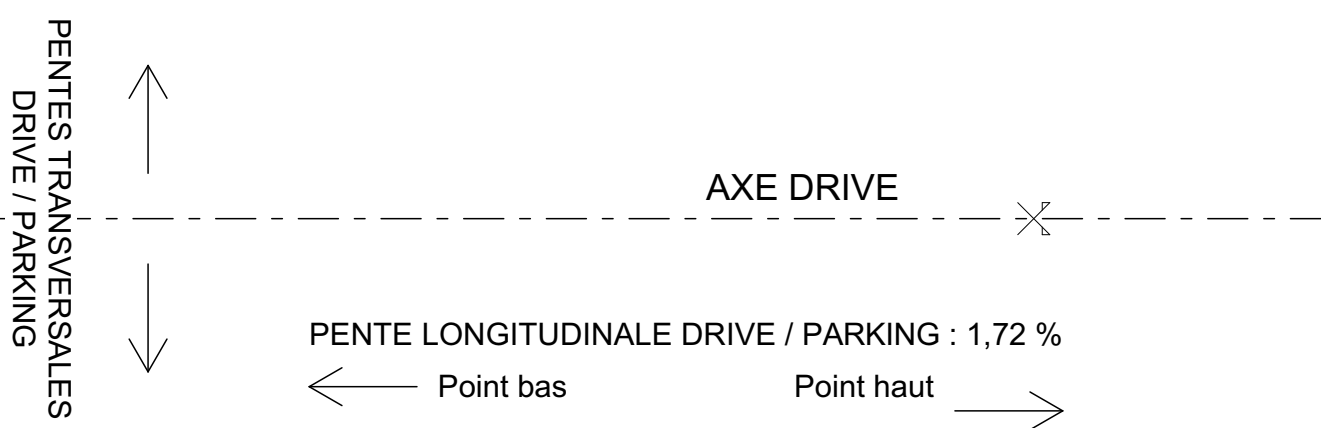 PENTES TRANSVERSALES
DRIVE / PARKING
AXE DRIVE
PENTE LONGITUDINALE DRIVE / PARKING : 1,72 %
Point bas
Point haut